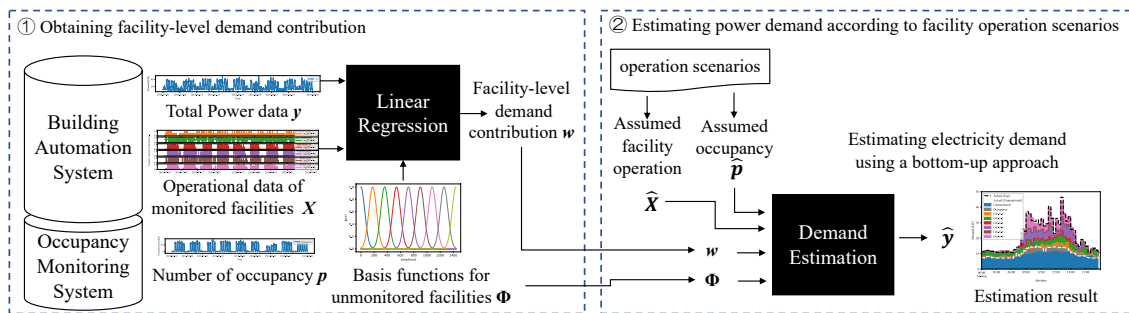 ① Obtaining facility-level demand contribution
Building
Automation
System
Occupancy
Monitoring
System
Total Power data y
Operational data of
monitored facilities X
Number of occupancy p
Linear
Regression
Facility-level
demand
contribution w
Basis functions for
unmonitored facilities Φ
② Estimating power demand according to facility operation scenarios
operation scenarios
Assumed
facility
operation
X̂
Assumed
occupancy
p̂
w
Φ
Demand
Estimation
ŷ
Estimating electricity demand
using a bottom-up approach
Estimation result